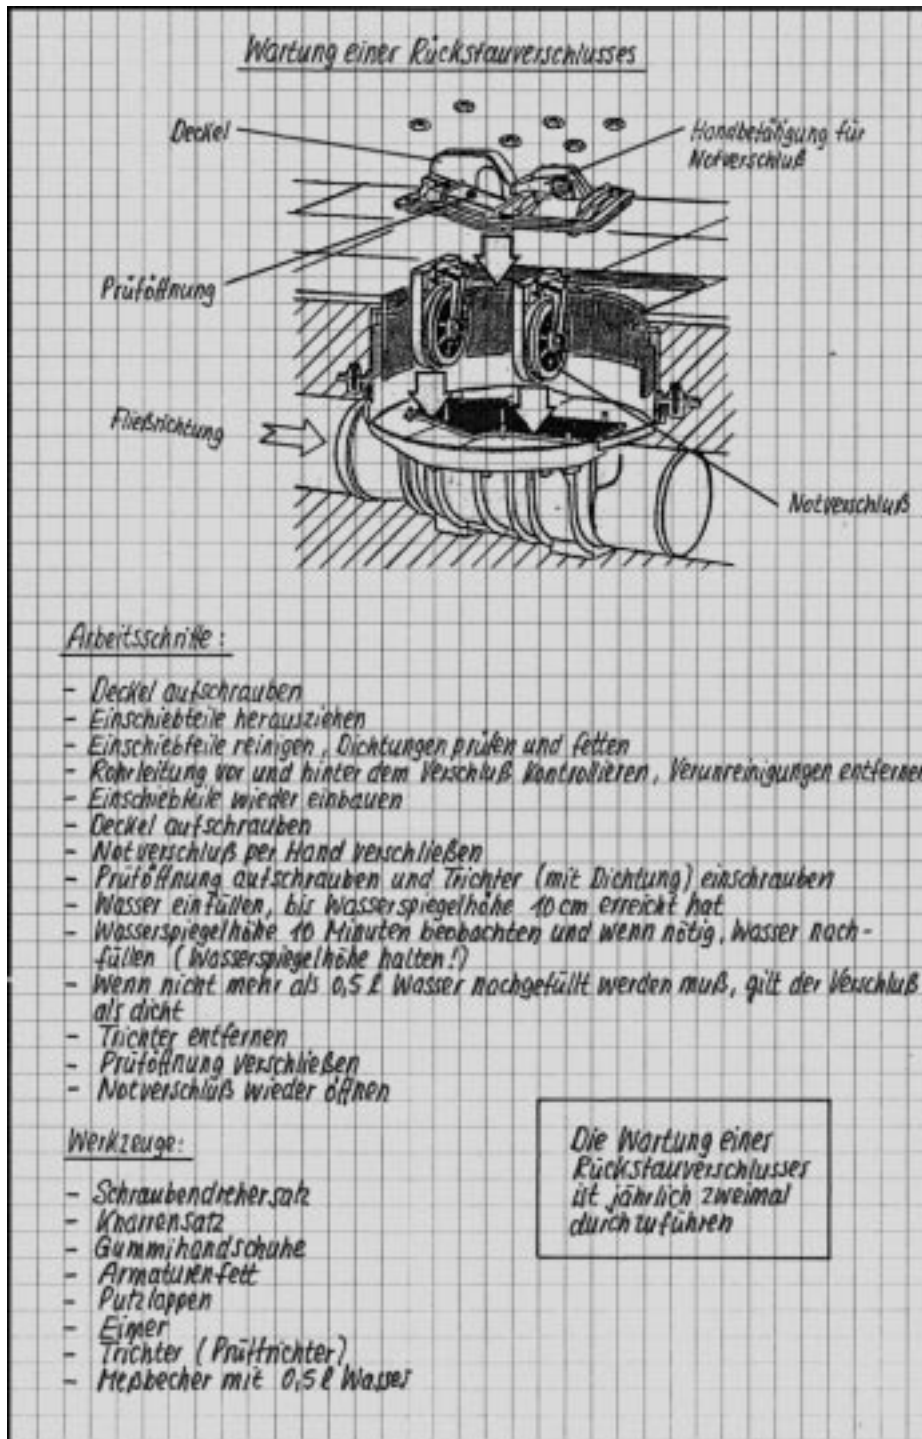 Wartung einer Rückstauverschlusses
Deckel
Handbetätigung für
Notverschluß
Prüföffnung
Fließrichtung
Notverschluß
Arbeitsschritte:
- Deckel aufschrauben
- Einschiebteile herausziehen
- Einschiebteile reinigen, Dichtungen prüfen und fetten
- Rohrleitung vor und hinter dem Verschluß kontrollieren, Verunreinigungen entfernen
- Einschiebteile wieder einbauen
- Deckel aufschrauben
- Notverschluß per Hand verschließen
- Prüföffnung aufschrauben und Trichter (mit Dichtung) einschrauben
- Wasser einfüllen, bis Wasserspiegelhöhe 10 cm erreicht hat
- Wasserspiegelhöhe 10 Minuten beobachten und wenn nötig, Wasser nach-
füllen (Wasserspiegelhöhe halten!)
- Wenn nicht mehr als 0,5 l Wasser nachgefüllt werden muß, gilt der Verschluß
als dicht
- Trichter entfernen
- Prüföffnung verschließen
- Notverschluß wieder öffnen
Werkzeuge:
- Schraubendrehersatz
- Knarrensatz
- Gummihandschuhe
- Armaturenfett
- Putzlappen
- Eimer
- Trichter (Prüftrichter)
- Meßbecher mit 0,5 l Wasser
Die Wartung einer
Rückstauverschlusses
ist jährlich zweimal
durchzuführen